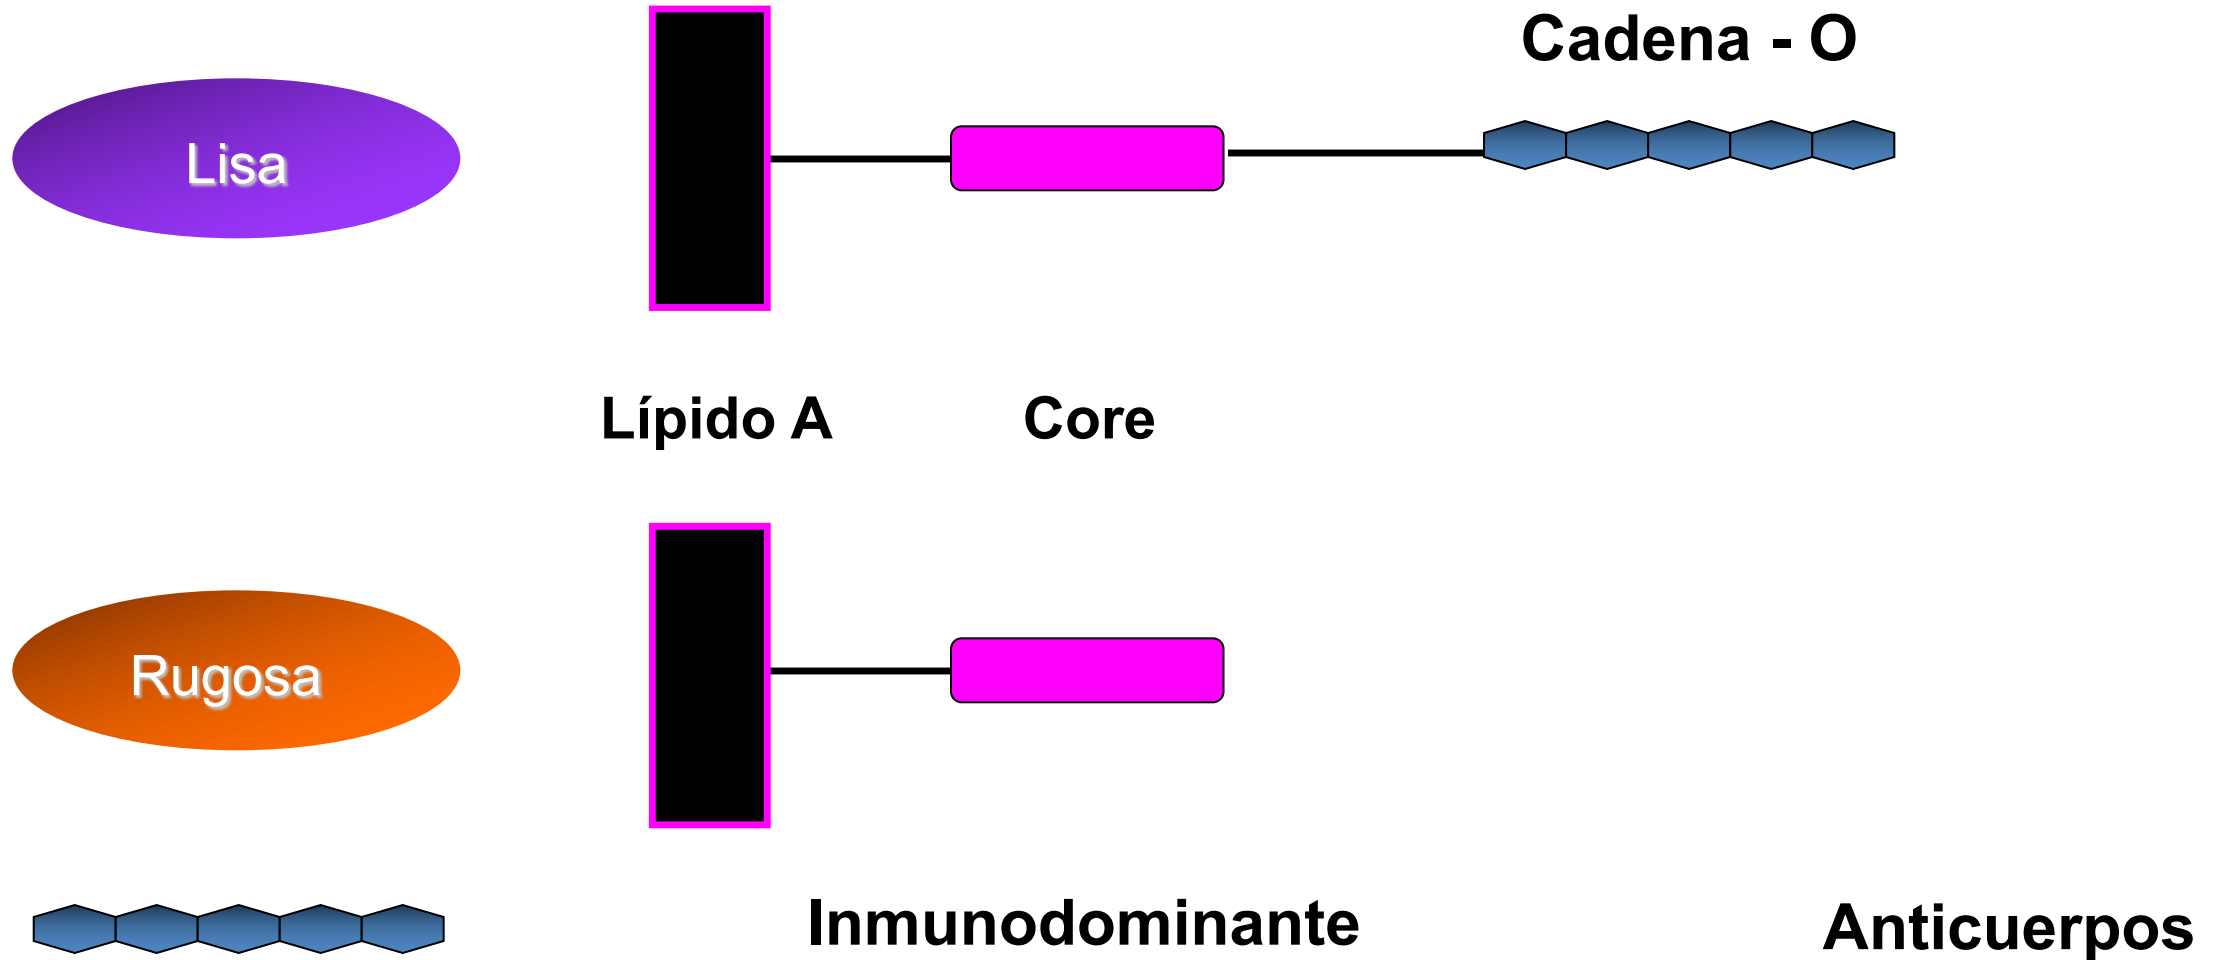 Cadena - O
Lisa
Lípido A
Core
Rugosa
Inmunodominante
Anticuerpos